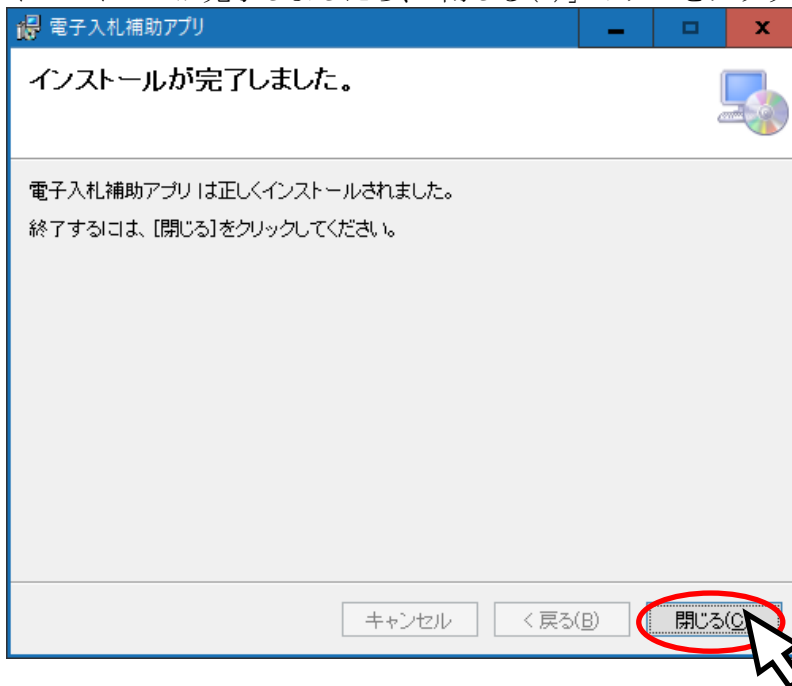 電子入札補助アプリ
インストールが完了しました。
電子入札補助アプリ は正しくインストールされました。
終了するには、[閉じる]をクリックしてください。
キャンセル
< 戻る(B)
閉じる(C